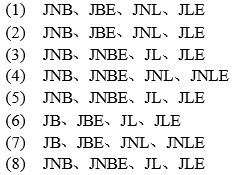 (1) JNB、JBE、JNL、JLE
(2) JNB、JBE、JNL、JLE
(3) JNB、JNBE、JL、JLE
(4) JNB、JNBE、JNL、JNLE
(5) JNB、JNBE、JL、JLE
(6) JB、JBE、JL、JLE
(7) JB、JBE、JNL、JNLE
(8) JNB、JNBE、JL、JLE